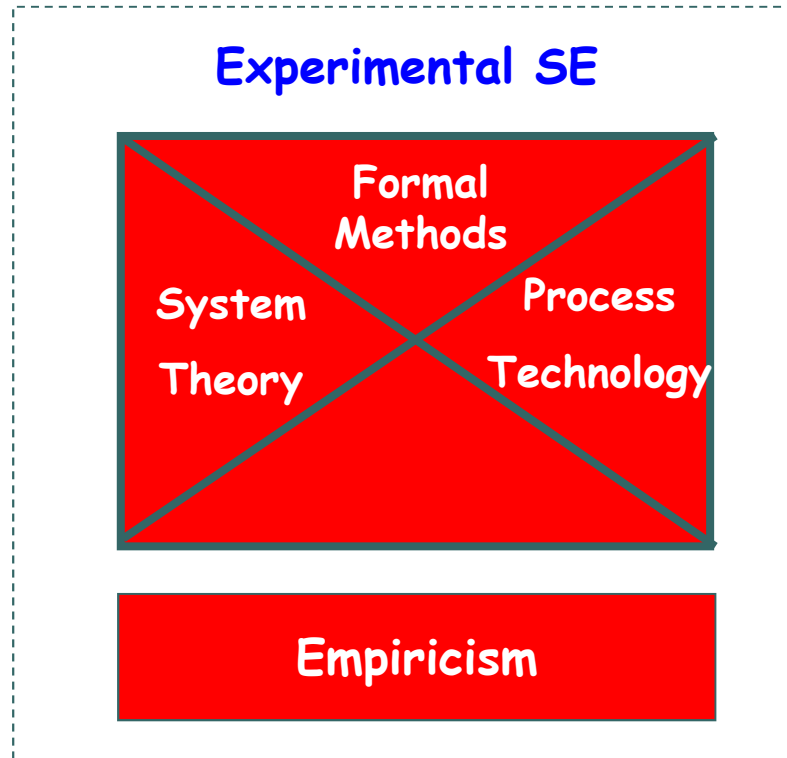 Experimental SE
Formal
Methods
System
Theory
Process
Technology
Empiricism